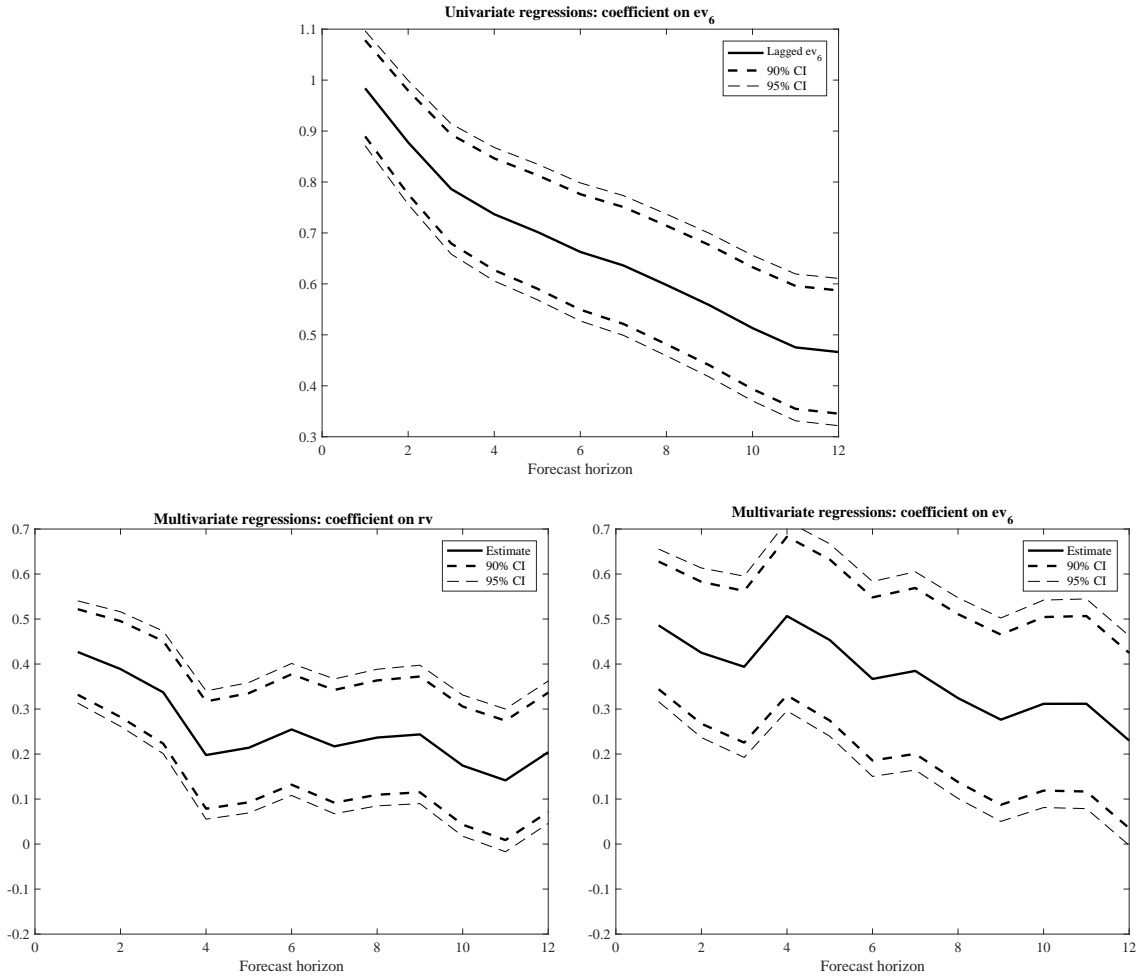 Univariate regressions: coefficient on ev6
1.1
1
0.9
0.8
0.7
0.6
0.5
0.4
0.3
Lagged ev6
90% CI
95% CI
0 2 4 6 8 10 12
Forecast horizon
Multivariate regressions: coefficient on rv
0.7
0.6
0.5
0.4
0.3
0.2
0.1
0
-0.1
-0.2
Estimate
90% CI
95% CI
0 2 4 6 8 10 12
Forecast horizon
Multivariate regressions: coefficient on ev6
0.7
0.6
0.5
0.4
0.3
0.2
0.1
0
-0.1
-0.2
Estimate
90% CI
95% CI
0 2 4 6 8 10 12
Forecast horizon